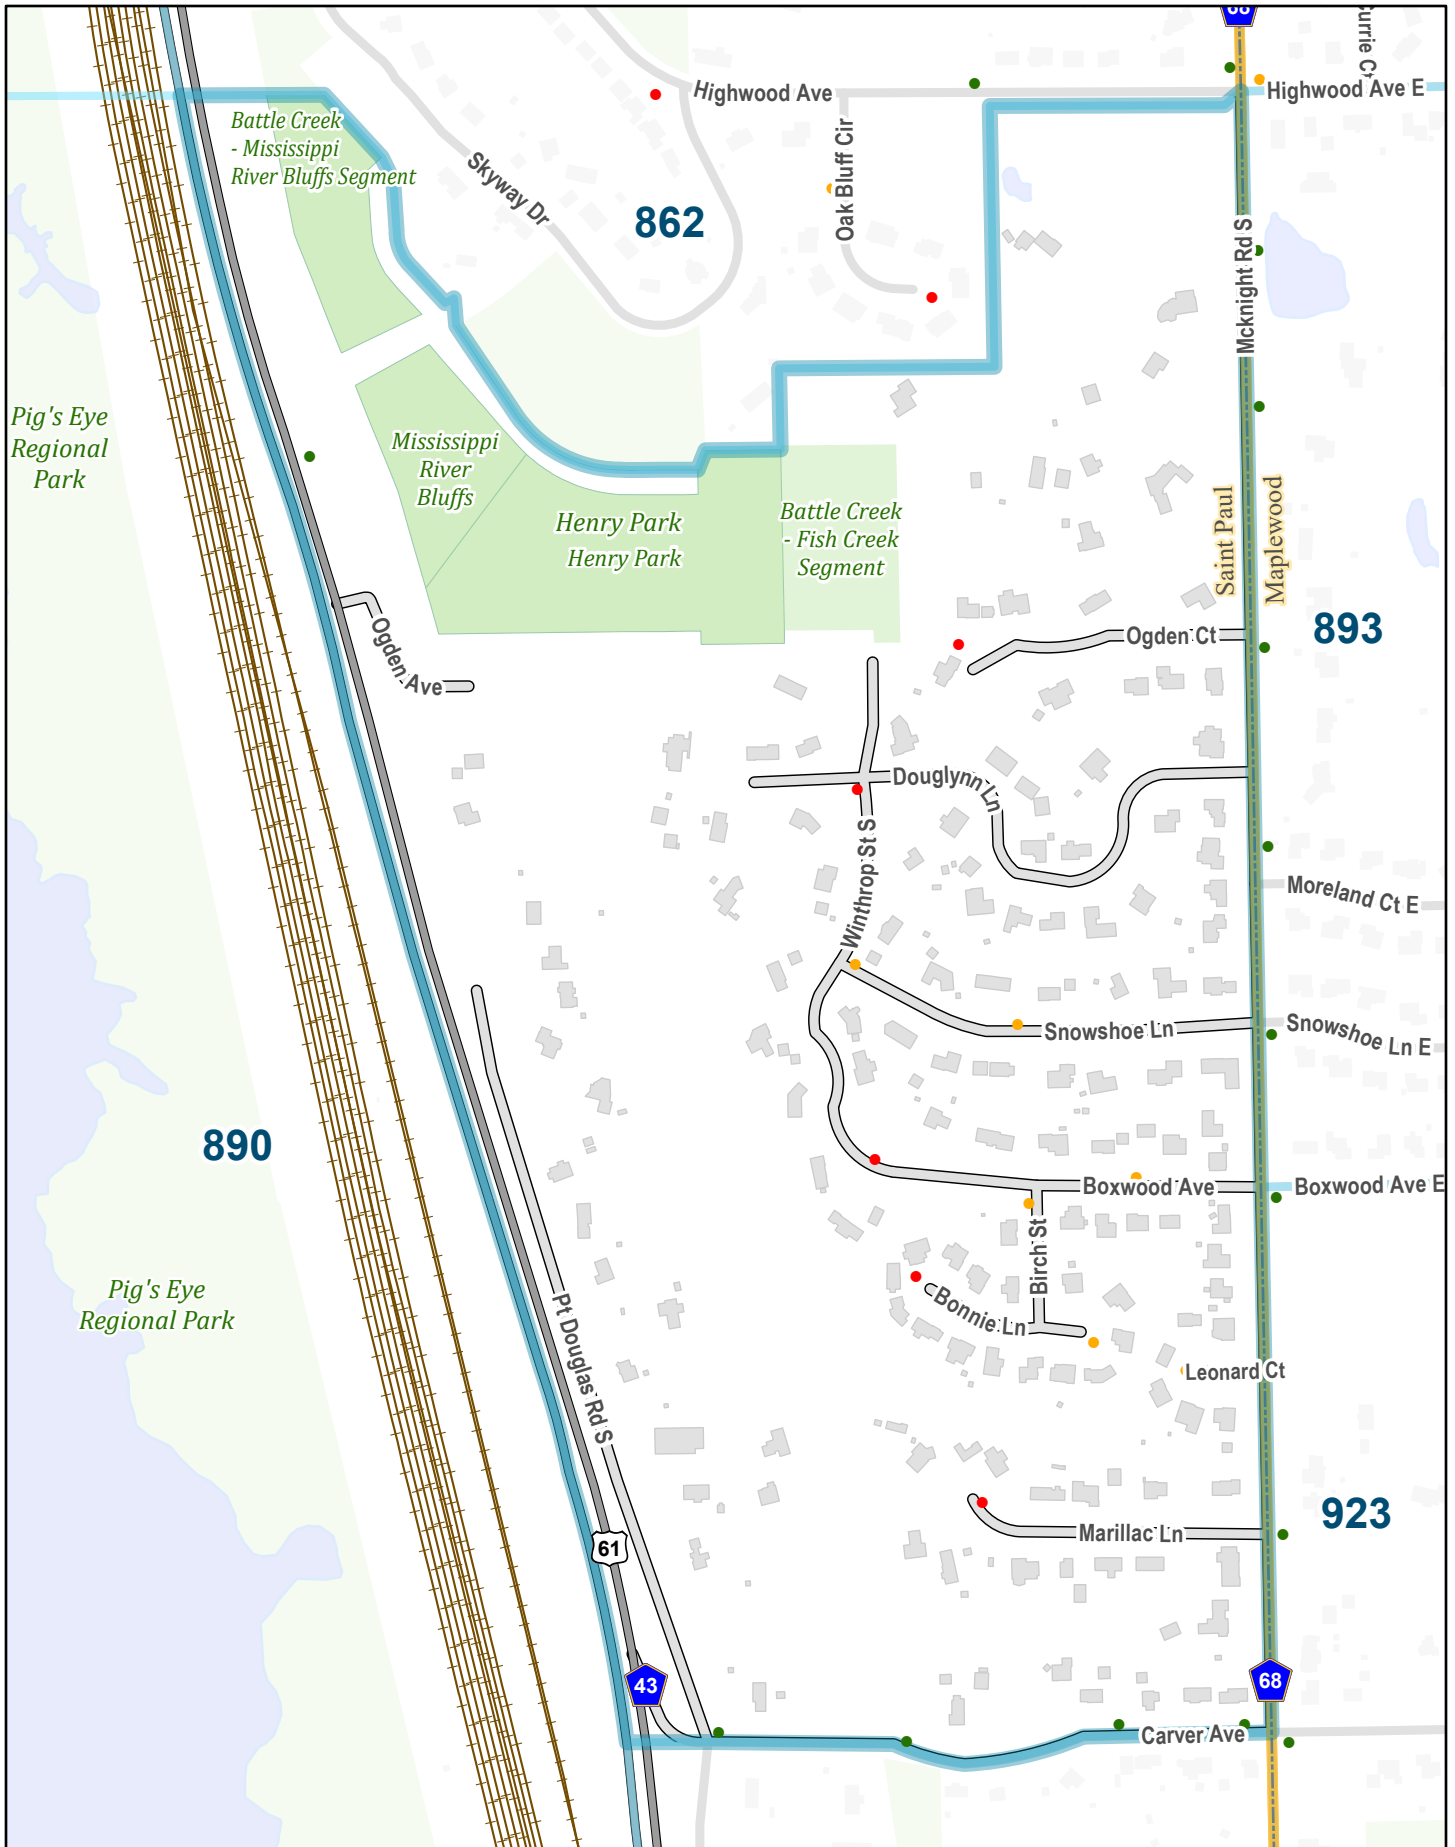 68
Currie Ct
Highwood Ave
Highwood Ave E
Battle Creek
- Mississippi
River Bluffs Segment
Skyway Dr
Oak Bluff Cir
862
Mcknight Rd S
Pig's Eye
Regional
Park
Mississippi
River
Bluffs
Henry Park
Henry Park
Battle Creek
- Fish Creek
Segment
Saint Paul
Maplewood
893
Ogden Ct
Ogden Ave
Douglynn Ln
Winthrop St S
Moreland Ct E
Snowshoe Ln
Snowshoe Ln E
890
Boxwood Ave
Boxwood Ave E
Birch St
Bonnie Ln
Pig's Eye
Regional Park
Pt Douglas Rd S
Leonard Ct
923
Marillac Ln
61
43
68
Carver Ave